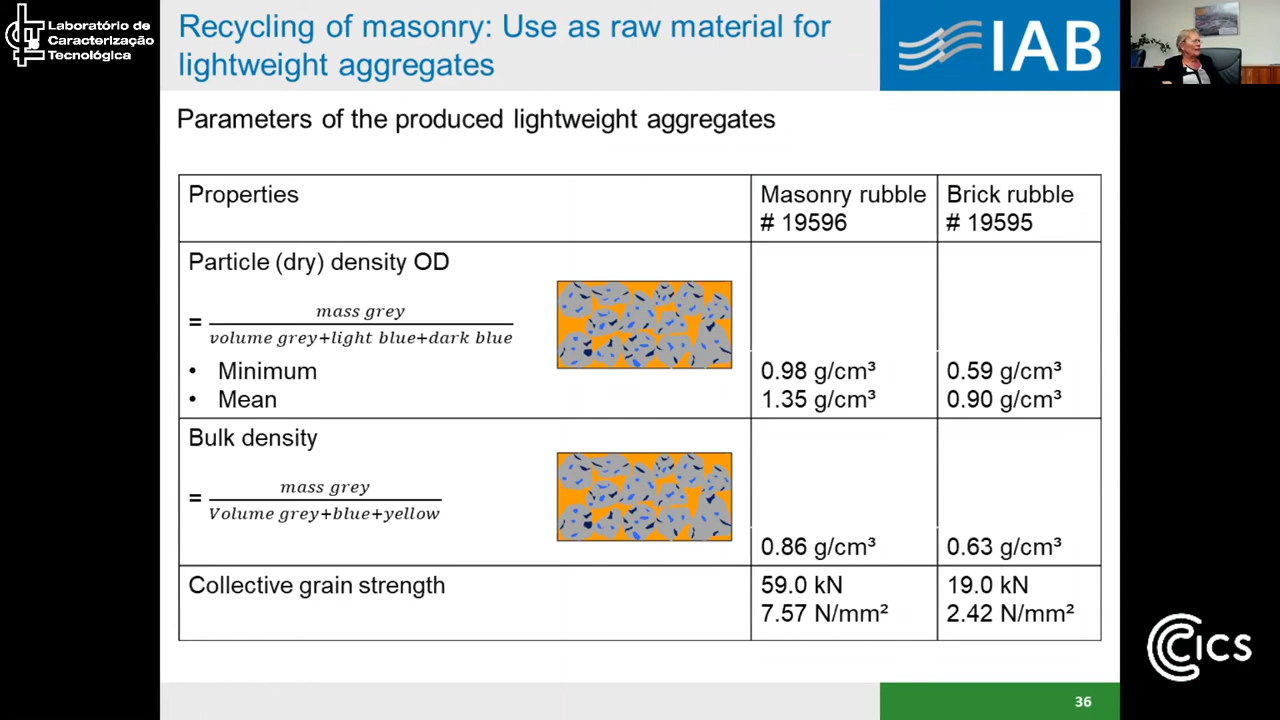 Laboratório de
Caracterização
Tecnológica
Recycling of masonry: Use as raw material for
lightweight aggregates
IAB
Parameters of the produced lightweight aggregates
Properties
Masonry rubble
# 19596
Brick rubble
# 19595
Particle (dry) density OD
= mass grey
volume grey+light blue+dark blue
• Minimum
0.98 g/cm³
0.59 g/cm³
• Mean
1.35 g/cm³
0.90 g/cm³
Bulk density
= mass grey
Volume grey+blue+yellow
0.86 g/cm³
0.63 g/cm³
Collective grain strength
59.0 kN
7.57 N/mm²
19.0 kN
2.42 N/mm²
CICS
36